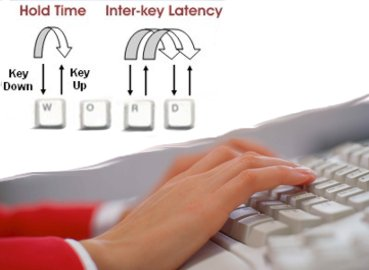 Hold Time Inter-key Latency
Key Down Key Up
W O R D